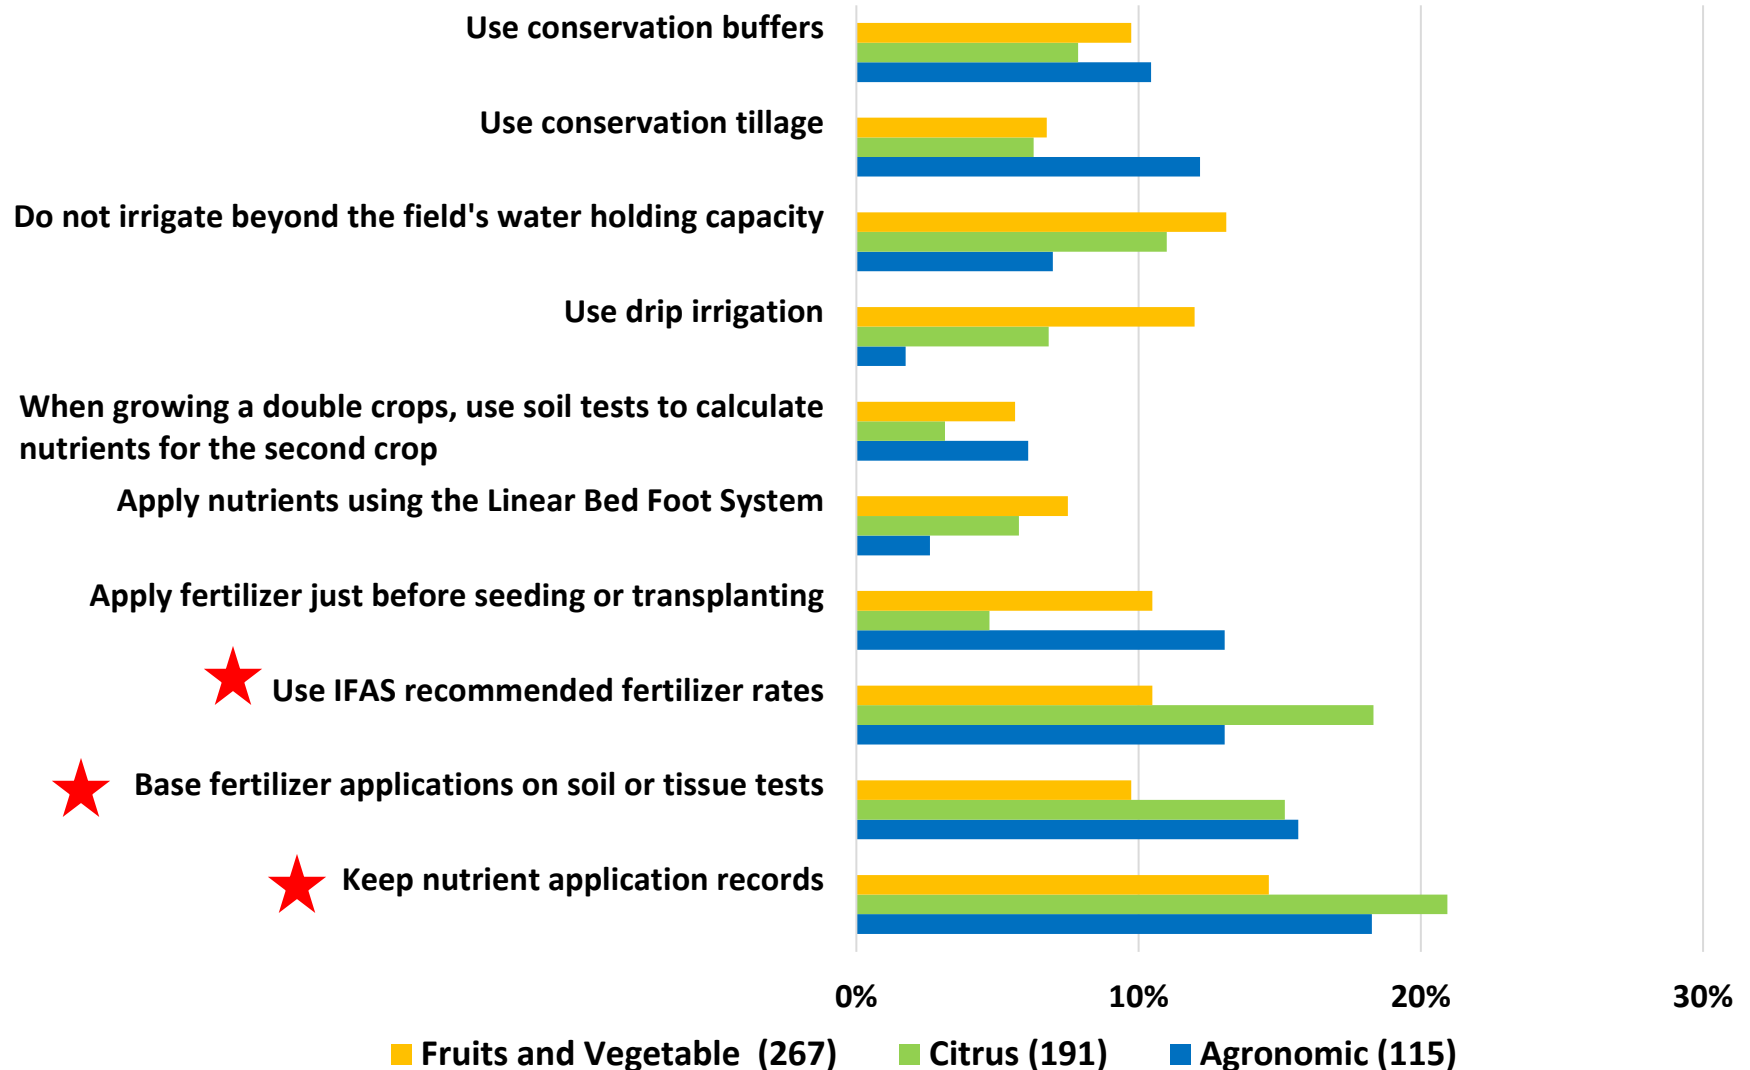 Use conservation buffers
Use conservation tillage
Do not irrigate beyond the field's water holding capacity
Use drip irrigation
When growing a double crops, use soil tests to calculate
nutrients for the second crop
Apply nutrients using the Linear Bed Foot System
Apply fertilizer just before seeding or transplanting
Use IFAS recommended fertilizer rates
Base fertilizer applications on soil or tissue tests
Keep nutrient application records
0% 10% 20% 30%
Fruits and Vegetable (267) Citrus (191) Agronomic (115)